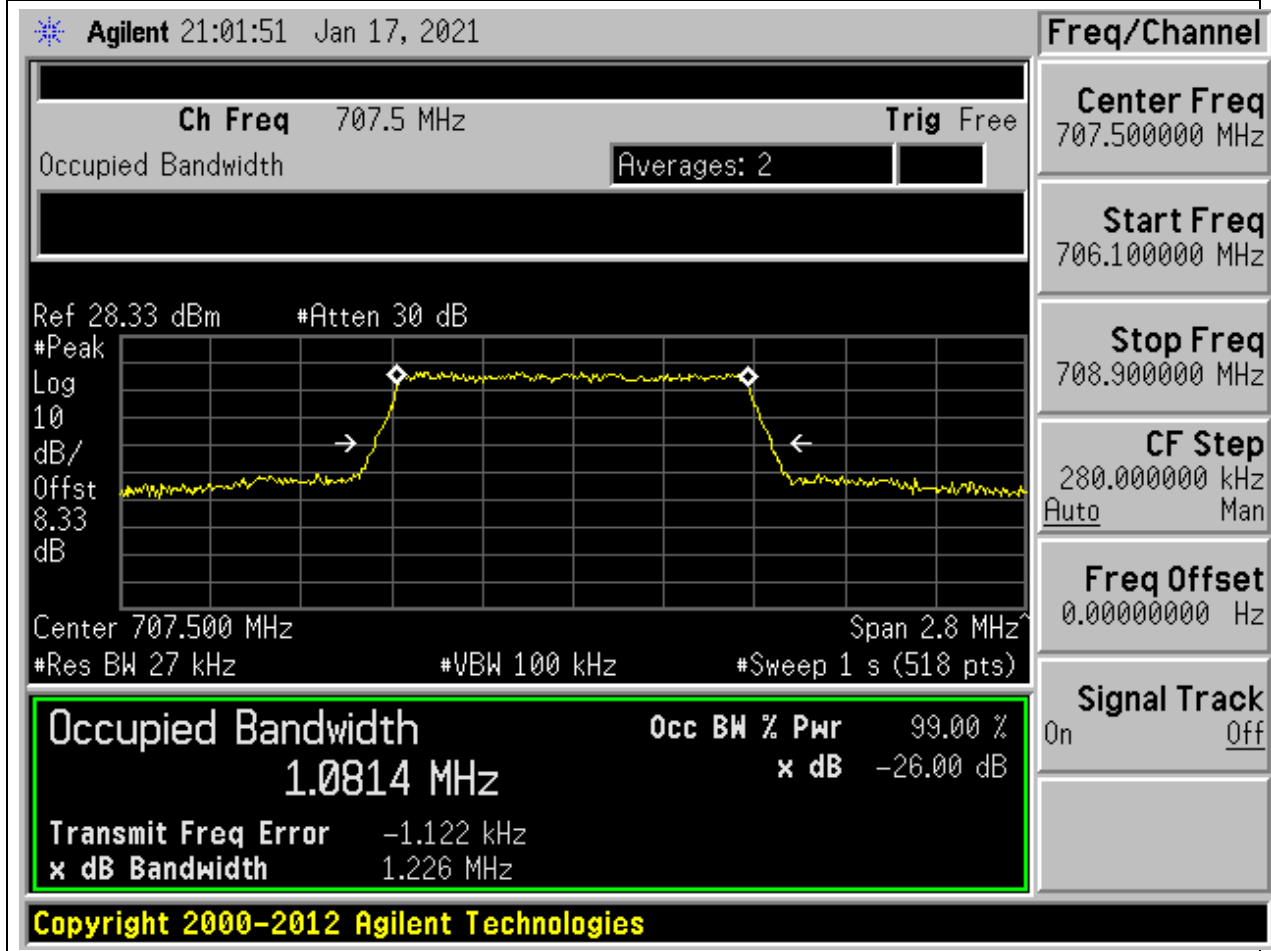 Agilent 21:01:51 Jan 17, 2021
Freq/Channel
Ch Freq 707.5 MHz Trig Free
Occupied Bandwidth Averages: 2
Ref 28.33 dBm #Atten 30 dB
#Peak
Log
10
dB/
Offst
8.33
dB
Center 707.500 MHz Span 2.8 MHz^
#Res BW 27 kHz #VBW 100 kHz #Sweep 1 s (518 pts)
Occupied Bandwidth Occ BW % Pwr 99.00 %
1.0814 MHz x dB -26.00 dB
Transmit Freq Error -1.122 kHz
x dB Bandwidth 1.226 MHz
Center Freq
707.500000 MHz
Start Freq
706.100000 MHz
Stop Freq
708.900000 MHz
CF Step
280.000000 kHz
Auto Man
Freq Offset
0.00000000 Hz
Signal Track
On Off
Copyright 2000-2012 Agilent Technologies